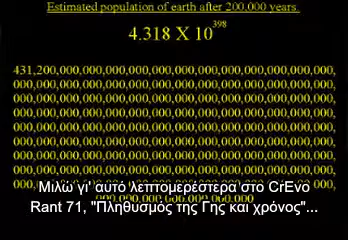 Estimated population of earth after 200,000 years
4.318 X 10^398
431,200,000,000,000,000,000,000,000,000,000,000,000,
000,000,000,000,000,000,000,000,000,000,000,000,000,
000,000,000,000,000,000,000,000,000,000,000,000,000,
000,000,000,000,000,000,000,000,000,000,000,000,000,
000,000,000,000,000,000,000,000,000,000,000,000,000,
000,000,000,000,000,000,000,000,000,000,000,000,000,
000,000,000,000,000,000,000,000,000,000,000,000,000,
000,000,000,000,000,000,000,000,000,000,000,000,000,
Μιλώ γι' αυτό λεπτομερέστερα στο CrEvo
Rant 71, "Πληθυσμός της Γης και χρόνος"...